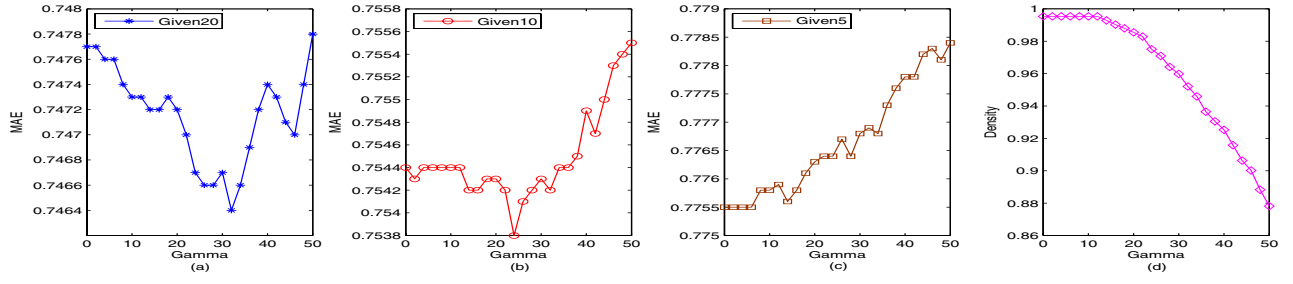 0.748
0.7478
0.7476
0.7474
0.7472
0.747
0.7468
0.7466
0.7464
MAE
Given20
0 10 20 30 40 50
Gamma
(a)
0.7558
0.7556
0.7554
0.7552
0.755
0.7548
0.7546
0.7544
0.7542
0.754
0.7538
MAE
Given10
0 10 20 30 40 50
Gamma
(b)
0.779
0.7785
0.778
0.7775
0.777
0.7765
0.776
0.7755
0.775
MAE
Given5
0 10 20 30 40 50
Gamma
(c)
1
0.98
0.96
0.94
0.92
0.9
0.88
0.86
Density
0 10 20 30 40 50
Gamma
(d)